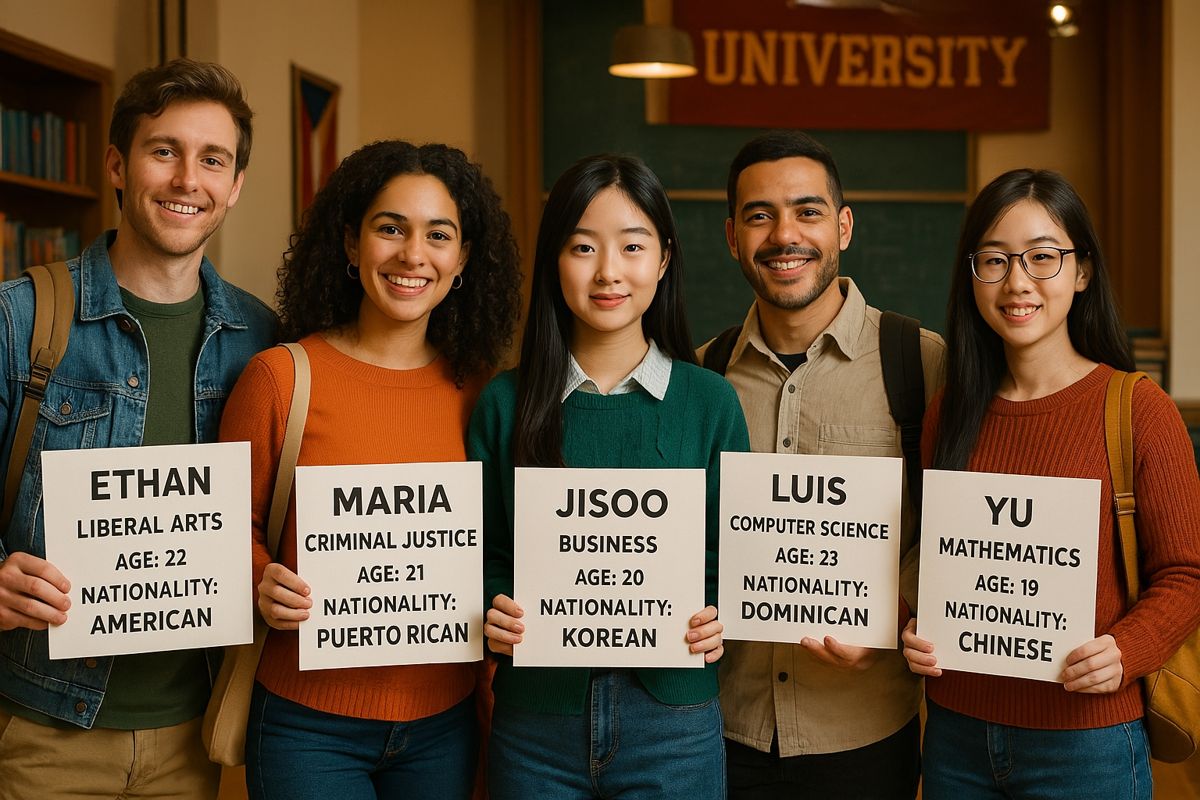 UNIVERSITY
ETHAN
LIBERAL ARTS
AGE: 22
NATIONALITY:
AMERICAN
MARIA
CRIMINAL JUSTICE
AGE: 21
NATIONALITY:
PUERTO RICAN
JISOO
BUSINESS
AGE: 20
NATIONALITY:
KOREAN
LUIS
COMPUTER SCIENCE
AGE: 23
NATIONALITY:
DOMINICAN
YU
MATHEMATICS
AGE: 19
NATIONALITY:
CHINESE